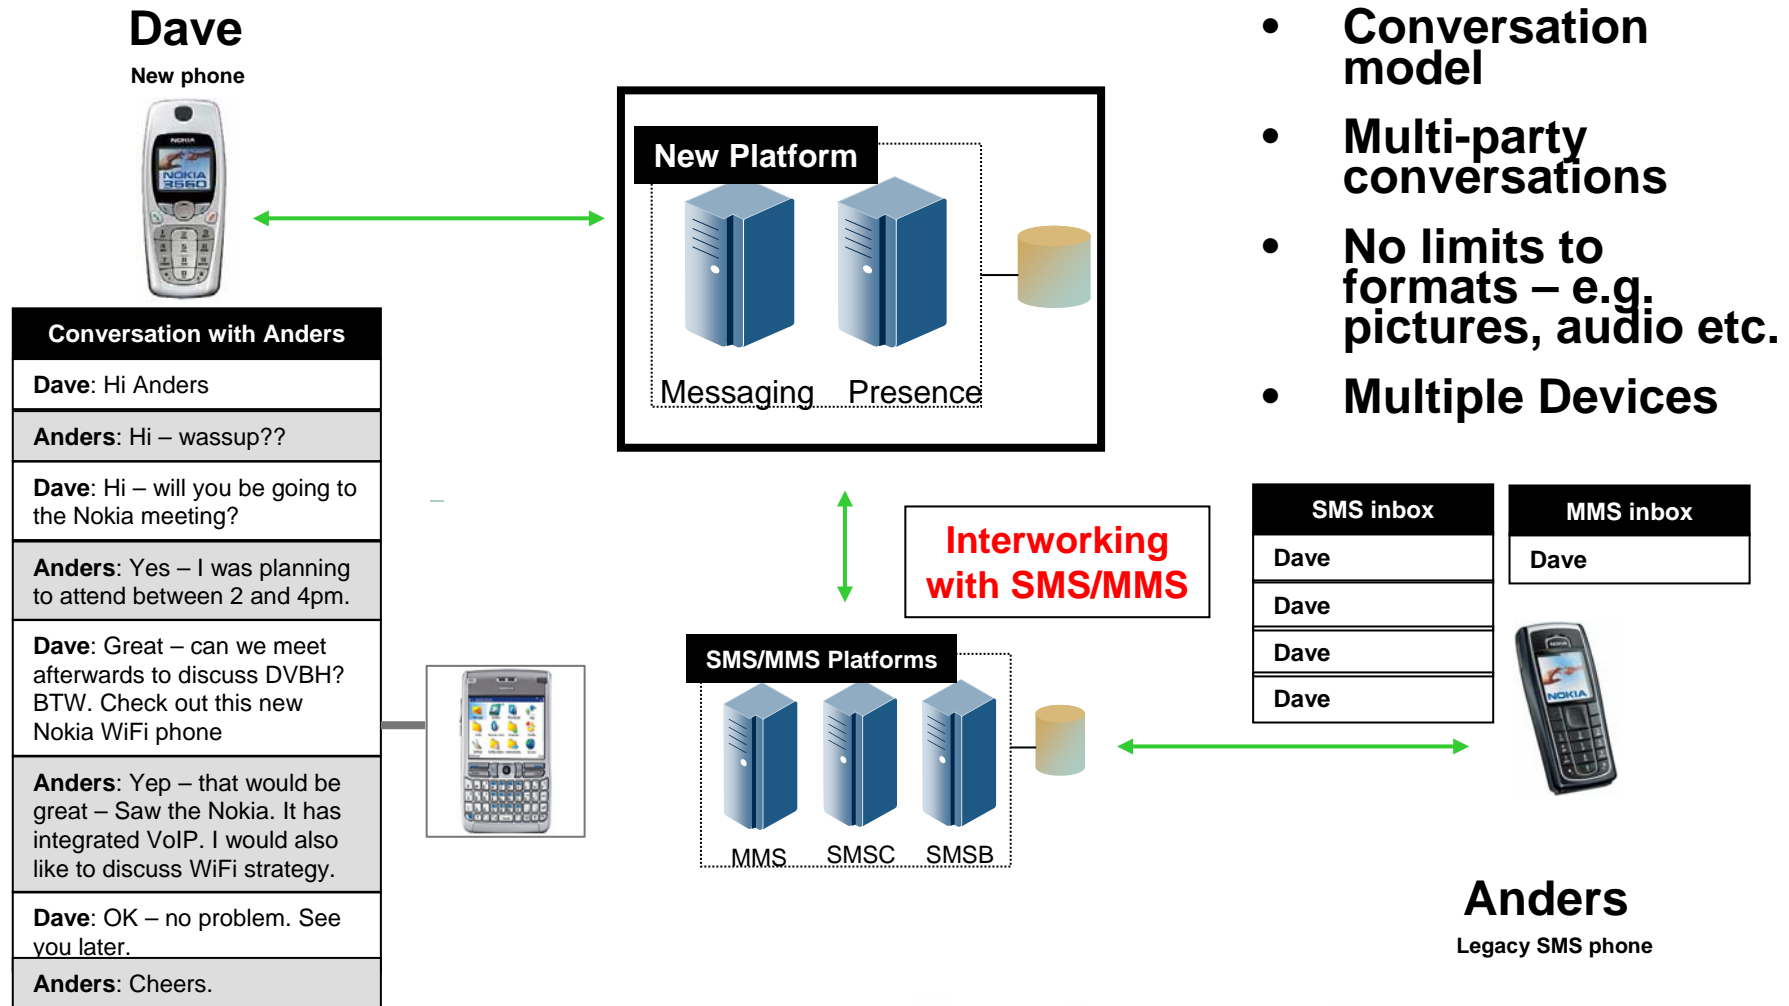 Dave
New phone
NOKIA
NOKIA
3560
Conversation with Anders
Dave: Hi Anders
Anders: Hi – wassup??
Dave: Hi – will you be going to
the Nokia meeting?
Anders: Yes – I was planning
to attend between 2 and 4pm.
Dave: Great – can we meet
afterwards to discuss DVBH?
BTW. Check out this new
Nokia WiFi phone
Anders: Yep – that would be
great – Saw the Nokia. It has
integrated VoIP. I would also
like to discuss WiFi strategy.
Dave: OK – no problem. See
you later.
Anders: Cheers.
New Platform
Messaging Presence
Interworking
with SMS/MMS
SMS/MMS Platforms
MMS SMSC SMSB
• Conversation
model
• Multi-party
conversations
• No limits to
formats – e.g.
pictures, audio etc.
• Multiple Devices
SMS inbox
Dave
Dave
Dave
Dave
MMS inbox
Dave
NOKIA
NOKIA
Anders
Legacy SMS phone